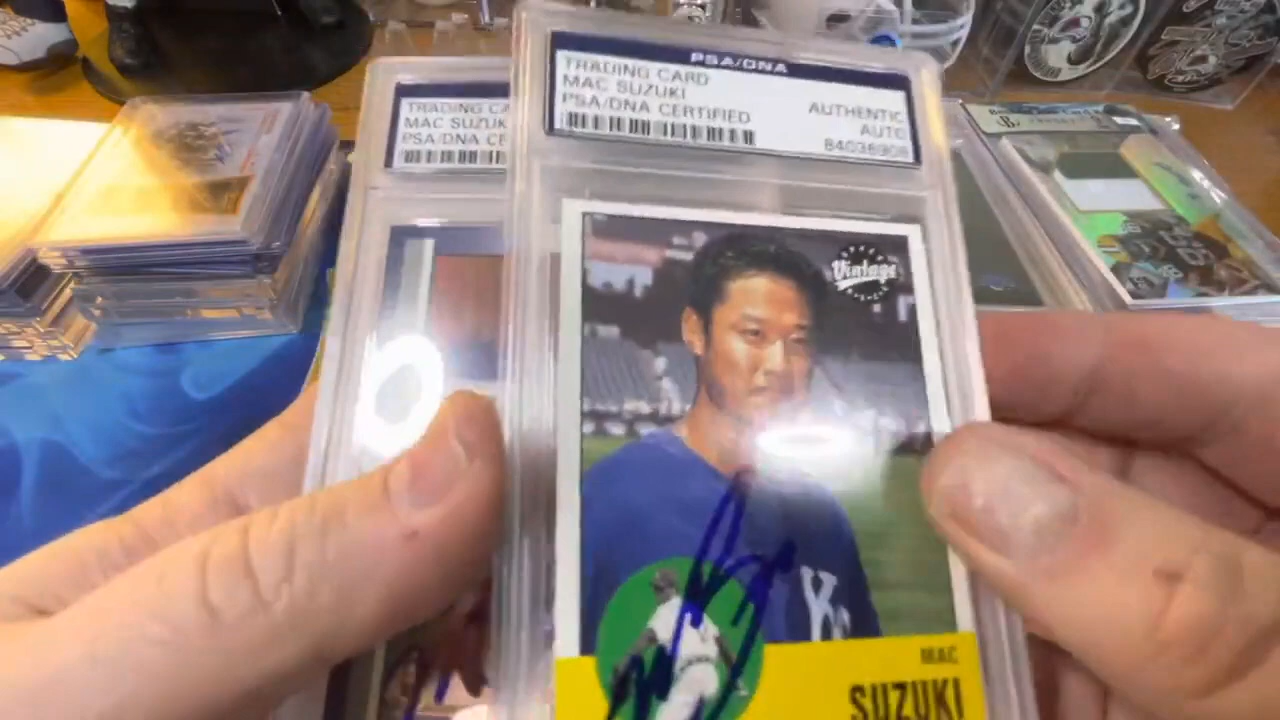 PSA/DNA
TRADING CARD
MAC SUZUKI
PSA/DNA CERTIFIED
AUTHENTIC
AUTO
84036908
TRADING CA
MAC SUZUK
PSA/DNA CE
Vintage
MAC
SUZUKI